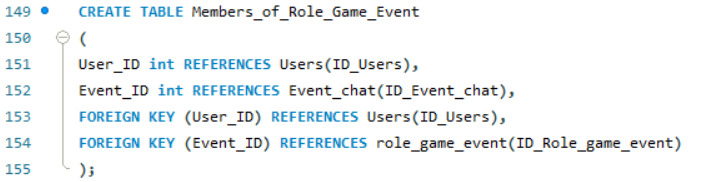 149 CREATE TABLE Members_of_Role_Game_Event
150 (
151 User_ID int REFERENCES Users(ID_Users),
152 Event_ID int REFERENCES Event_chat(ID_Event_chat),
153 FOREIGN KEY (User_ID) REFERENCES Users(ID_Users),
154 FOREIGN KEY (Event_ID) REFERENCES role_game_event(ID_Role_game_event)
155 );